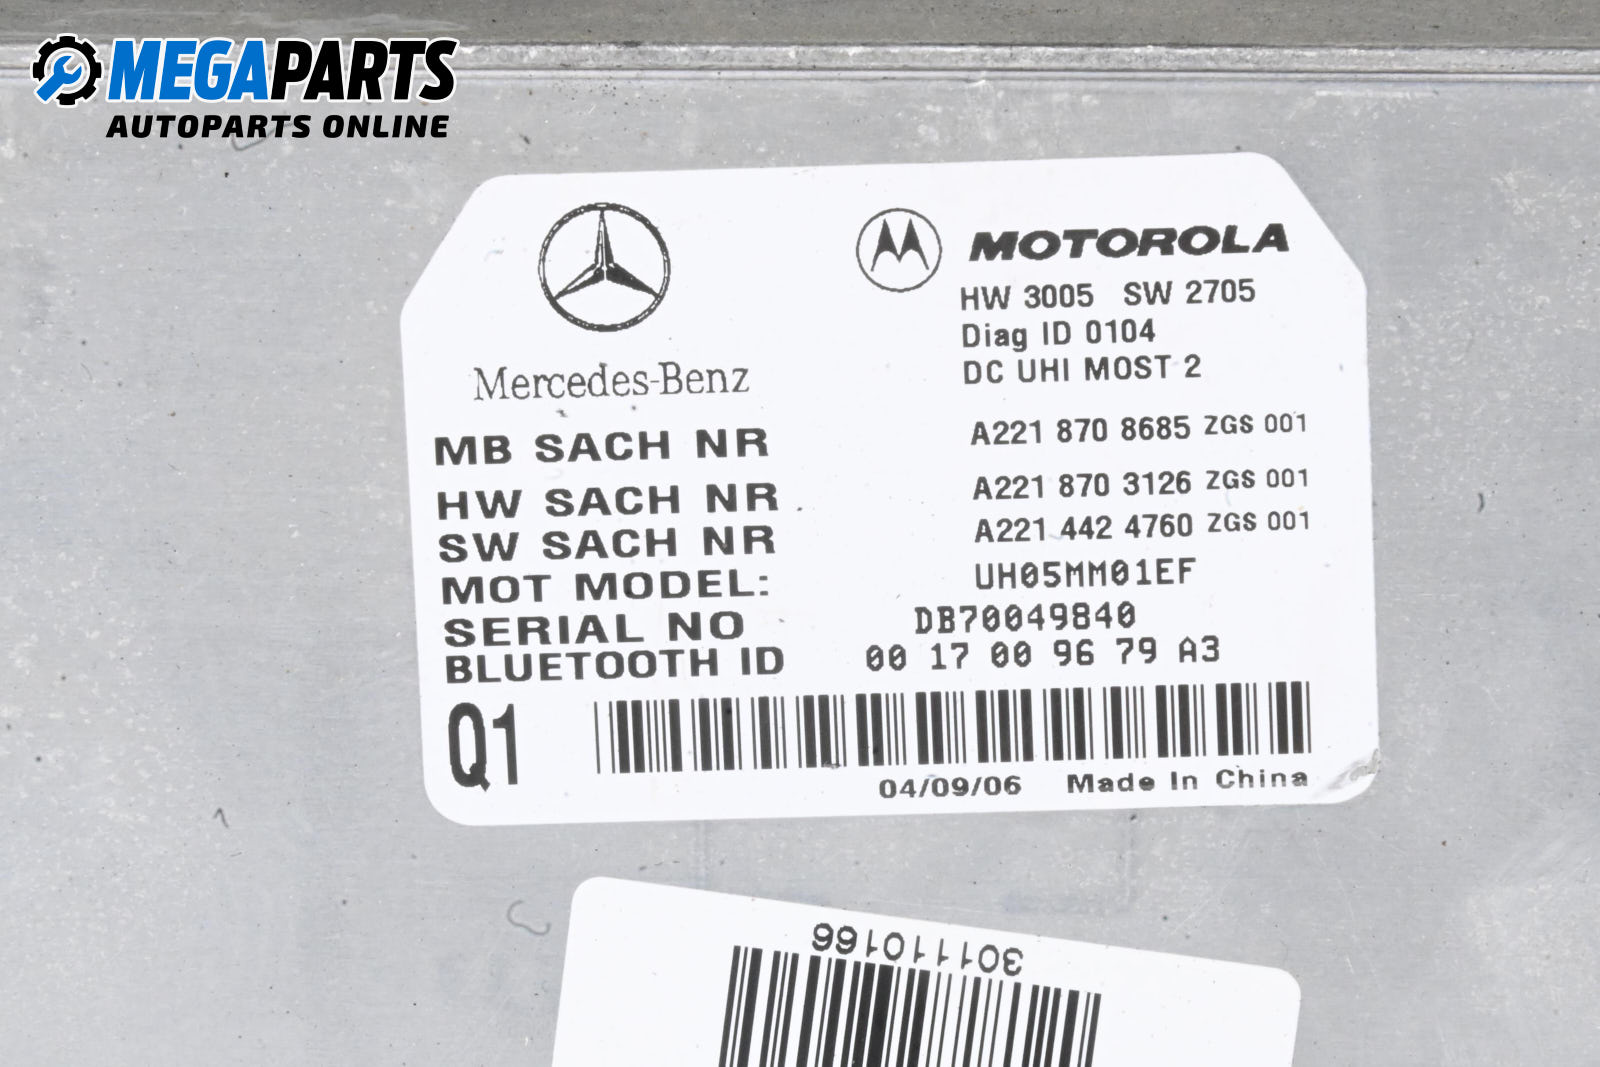 MEGAPARTS
AUTOPARTS ONLINE
MOTOROLA
HW 3005 SW 2705
Diag ID 0104
DC UHI MOST 2
Mercedes-Benz
MB SACH NR A221 870 8685 ZGS 001
HW SACH NR A221 870 3126 ZGS 001
SW SACH NR A221 442 4760 ZGS 001
MOT MODEL: UH05MM01EF
SERIAL NO DB70049840
BLUETOOTH ID 00 17 00 96 79 A3
Q1
04/09/06 Made In China
301110166